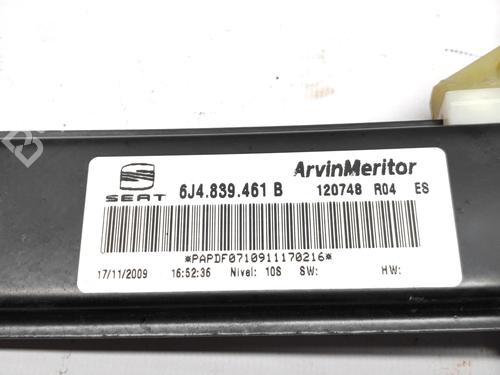 ArvinMeritor
SEAT
6J4.839.461 B
120748 R04 ES
*PAPDF0710911170216*
17/11/2009 16:52:36 Nivel: 10S SW: HW: